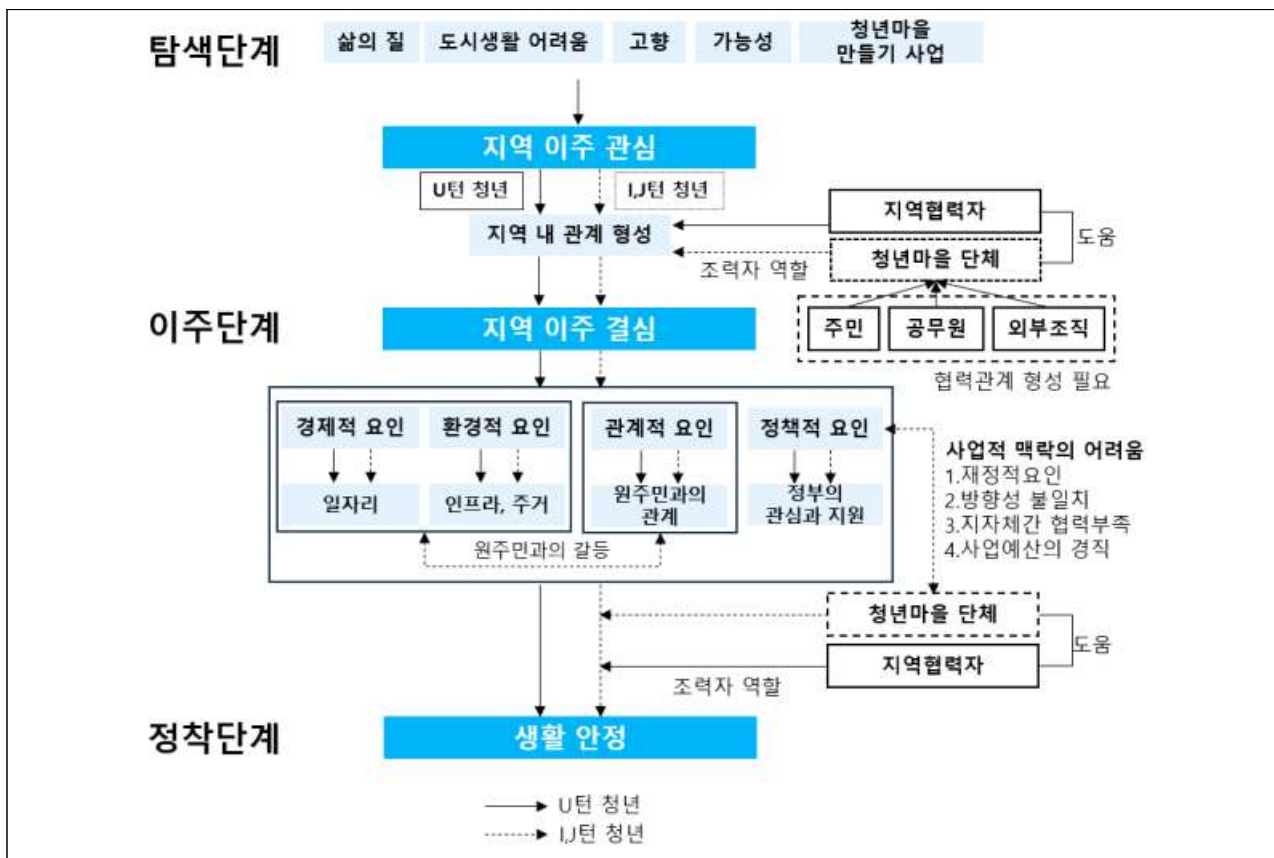 탐색단계
삶의 질
도시생활 어려움
고향
가능성
청년마을
만들기 사업
지역 이주 관심
U턴 청년
I,J턴 청년
지역 내 관계 형성
지역협력자
도움
청년마을 단체
조력자 역할
주민
공무원
외부조직
협력관계 형성 필요
이주단계
지역 이주 결심
경제적 요인
환경적 요인
관계적 요인
정책적 요인
일자리
인프라, 주거
원주민과의
관계
정부의
관심과 지원
원주민과의 갈등
사업적 맥락의 어려움
1.재정적요인
2.방향성 불일치
3.지자체간 협력부족
4.사업예산의 경직
청년마을 단체
도움
지역협력자
조력자 역할
정착단계
생활 안정
U턴 청년
I,J턴 청년